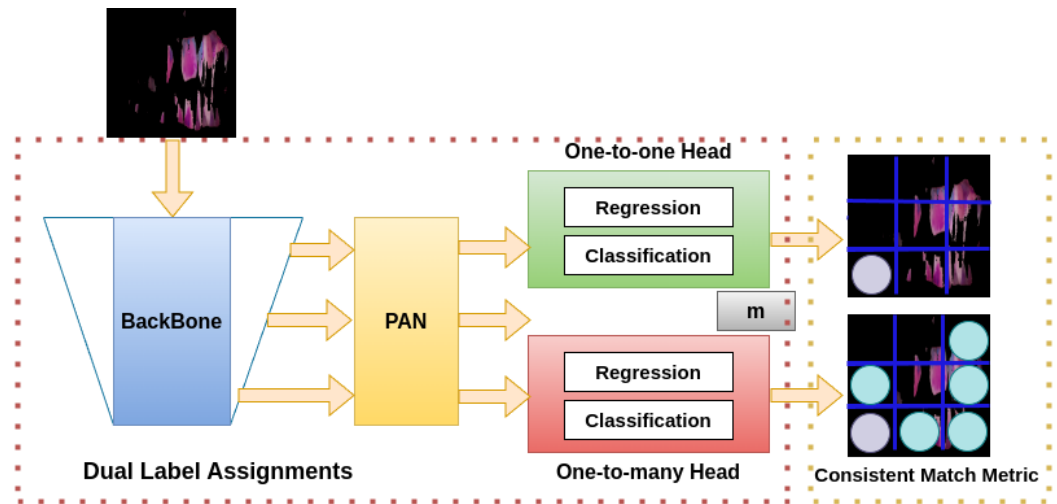 One-to-one Head
Regression
Classification
BackBone
PAN
m
Regression
Classification
Dual Label Assignments
One-to-many Head
Consistent Match Metric